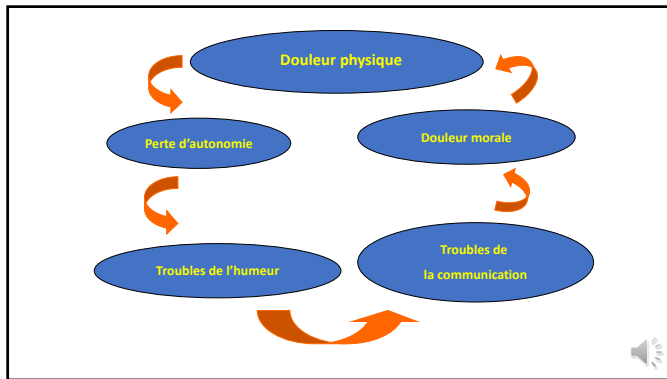 Douleur physique
Perte d’autonomie
Douleur morale
Troubles de l’humeur
Troubles de
la communication